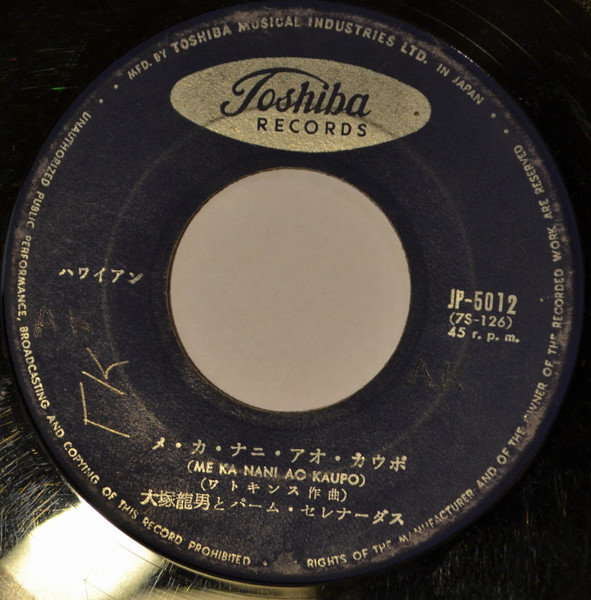 MFD. BY TOSHIBA MUSICAL INDUSTRIES LTD. IN JAPAN
Toshiba
RECORDS
ハワイアン
JP-5012
(7S-126)
45 r.p.m.
AK
AK
メ・カ・ナニ・アオ・カウポ
(ME KA NANI AO KAUPO)
(ワトキンス作曲)
大塚龍男とパーム・セレナーダス
UNAUTHORIZED PUBLIC PERFORMANCE, BROADCASTING AND COPYING OF THIS RECORD PROHIBITED · RIGHTS OF THE MANUFACTURER AND OF THE OWNER OF THE RECORDED WORK ARE RESERVED